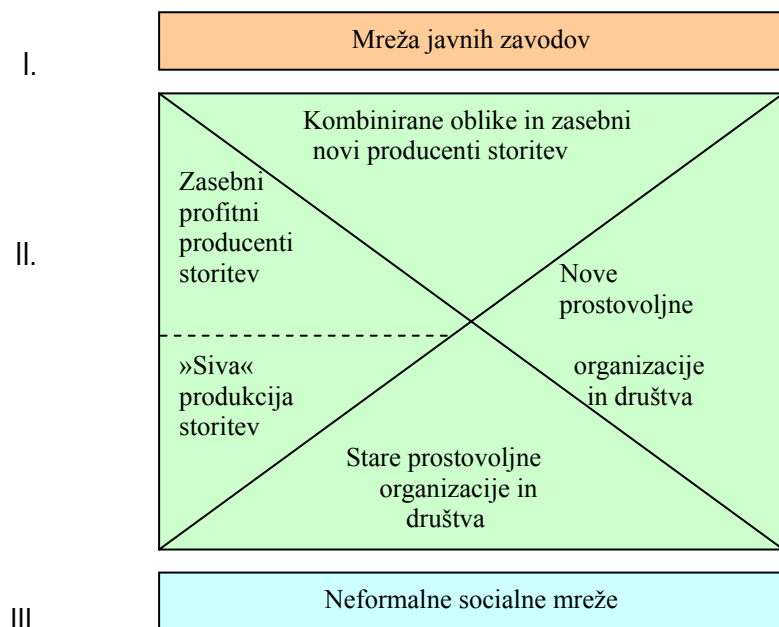 I.
Mreža javnih zavodov
II.
Kombinirane oblike in zasebni
novi producenti storitev
Zasebni
profitni
producenti
storitev
Nove
prostovoljne
organizacije
in društva
»Siva«
produkcija
storitev
Stare prostovoljne
organizacije in
društva
III
Neformalne socialne mreže